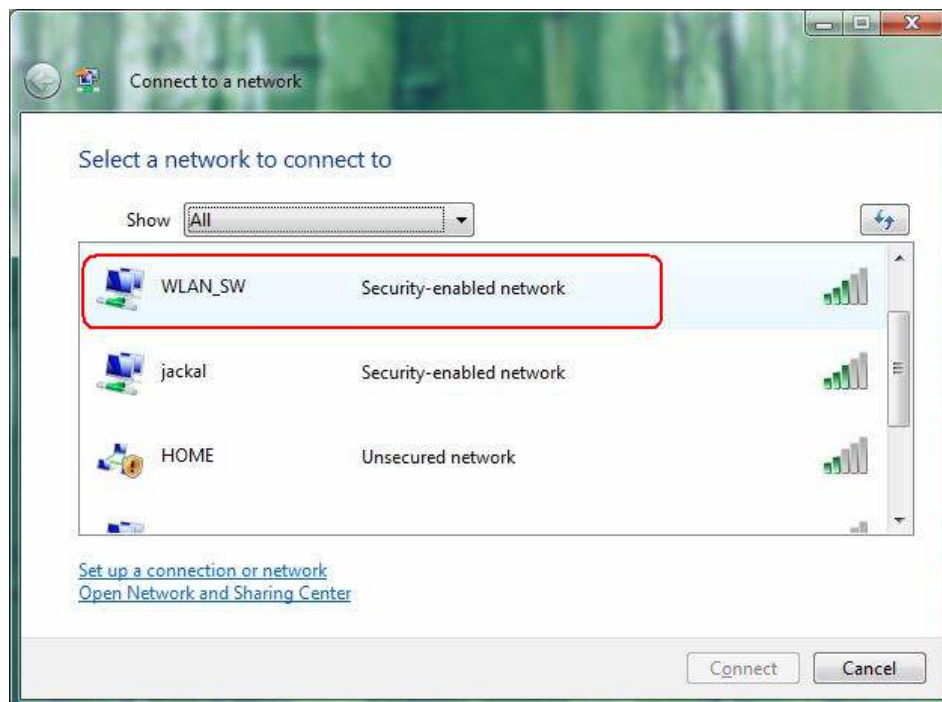 Connect to a network
Select a network to connect to
Show All
WLAN_SW Security-enabled network
jackal Security-enabled network
HOME Unsecured network
Set up a connection or network
Open Network and Sharing Center
Connect Cancel